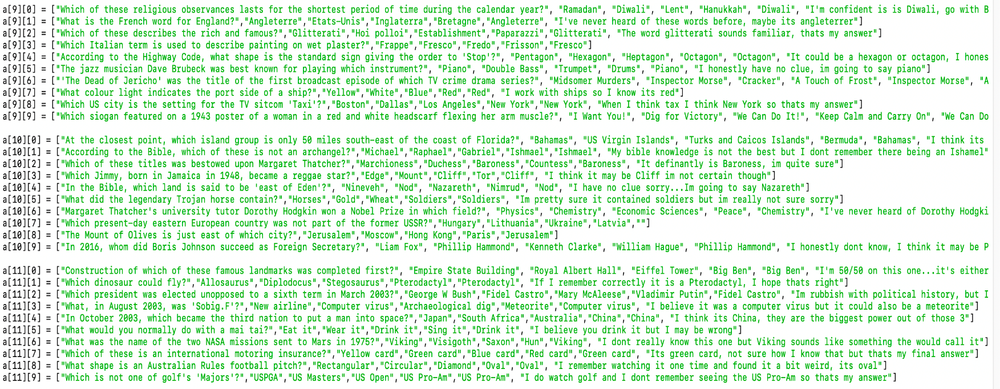 a[9][0] = ["Which of these religious observances lasts for the shortest period of time during the calendar year?", "Ramadan", "Diwali", "Lent", "Hanukkah", "Diwali", "I'm confident is is Diwali, go with B
a[9][1] = ["What is the French word for England?","Angleterre","Etats-Unis","Inglaterra","Bretagne","Angleterre", "I've never heard of these words before, maybe its angleterrer"]
a[9][2] = ["Which of these describes the rich and famous?","Glitterati","Hoi polloi","Establishment","Paparazzi","Glitterati", "The word glitterati sounds familiar, thats my answer"]
a[9][3] = ["Which Italian term is used to describe painting on wet plaster?","Frappe","Fresco","Fredo","Frisson","Fresco"]
a[9][4] = ["According to the Highway Code, what shape is the standard sign giving the order to 'Stop'?", "Pentagon", "Hexagon", "Heptagon", "Octagon", "Octagon", "It could be a hexagon or octagon, I hones
a[9][5] = ["The jazz musician Dave Brubeck was best known for playing which instrument?", "Piano", "Double Bass", "Trumpet", "Drums", "Piano", "I honestly have no clue, im going to say piano"]
a[9][6] = ["'The Dead of Jericho' was the title of the first broadcast episode of which TV crime drama series?", "Midsomer Murders", "Inspector Morse", "Cracker", "A Touch of Frost", "Inspector Morse", "A
a[9][7] = ["What colour light indicates the port side of a ship?","Yellow","White","Blue","Red","Red", "I work with ships so I know its red"]
a[9][8] = ["Which US city is the setting for the TV sitcom 'Taxi'?","Boston","Dallas","Los Angeles","New York","New York", "When I think tax I think New York so thats my answer"]
a[9][9] = ["Which siogan featured on a 1943 poster of a woman in a red and white headscarf flexing her arm muscle?", "I Want You!", "Dig for Victory", "We Can Do It!", "Keep Calm and Carry On", "We Can Do
a[10][0] = ["At the closest point, which island group is only 50 miles south-east of the coast of Florida?", "Bahamas", "US Virgin Islands", "Turks and Caicos Islands", "Bermuda", "Bahamas", "I think its
a[10][1] = ["According to the Bible, which of these is not an archangel?","Michael","Raphael","Gabriel","Ishmael","Ishmael", "My bible knowledge is not the best but I dont remember there being an Ishamel"
a[10][2] = ["Which of these titles was bestowed upon Margaret Thatcher?","Marchioness","Duchess","Baroness","Countess","Baroness", "It definantly is Baroness, im quite sure"]
a[10][3] = ["Which Jimmy, born in Jamaica in 1948, became a reggae star?","Edge","Mount","Cliff","Tor","Cliff", "I think it may be Cliff im not certain though"]
a[10][4] = ["In the Bible, which land is said to be 'east of Eden'?", "Nineveh", "Nod", "Nazareth", "Nimrud", "Nod", "I have no clue sorry...Im going to say Nazareth"]
a[10][5] = ["What did the legendary Trojan horse contain?","Horses","Gold","Wheat","Soldiers","Soldiers", "Im pretty sure it contained soldiers but im really not sure sorry"]
a[10][6] = ["Margaret Thatcher's university tutor Dorothy Hodgkin won a Nobel Prize in which field?", "Physics", "Chemistry", "Economic Sciences", "Peace", "Chemistry", "I've never heard of Dorothy Hodgki
a[10][7] = ["Which present-day eastern European country was not part of the former USSR?","Hungary","Lithuania","Ukraine","Latvia",""]
a[10][8] = ["The Mount of Olives is just east of which city?","Jerusalem","Moscow","Hong Kong","Paris","Jerusalem"]
a[10][9] = ["In 2016, whom did Boris Johnson succeed as Foreign Secretary?", "Liam Fox", "Phillip Hammond", "Kenneth Clarke", "William Hague", "Phillip Hammond", "I honestly dont know, I think it may be P
a[11][0] = ["Construction of which of these famous landmarks was completed first?", "Empire State Building", "Royal Albert Hall", "Eiffel Tower", "Big Ben", "Big Ben", "I'm 50/50 on this one...it's either
a[11][1] = ["Which dinosaur could fly?","Allosaurus","Diplodocus","Stegosaurus","Pterodactyl","Pterodactyl", "If I remember correctly it is a Pterodactyl, I hope thats right"]
a[11][2] = ["Which president was elected unopposed to a sixth term in March 2003?","George W Bush","Fidel Castro","Mary McAleese","Vladimir Putin","Fidel Castro", "Im rubbish with political history, but I
a[11][3] = ["What, in August 2003, was 'Sobig.F'?","New airline","Computer virus","Archaeological dig","Meteorite","Computer virus", "I believe it was a computer virus but it could also be a meteorite"]
a[11][4] = ["In October 2003, which became the third nation to put a man into space?","Japan","South Africa","Australia","China","China", "I think its China, they are the biggest power out of those 3"]
a[11][5] = ["What would you normally do with a mai tai?","Eat it","Wear it","Drink it","Sing it","Drink it", "I believe you drink it but I may be wrong"]
a[11][6] = ["What was the name of the two NASA missions sent to Mars in 1975?","Viking","Visigoth","Saxon","Hun","Viking", "I dont really know this one but Viking sounds like something the would call it"]
a[11][7] = ["Which of these is an international motoring insurance?","Yellow card","Green card","Blue card","Red card","Green card", "Its green card, not sure how I know that but thats my final answer"]
a[11][8] = ["What shape is an Australian Rules football pitch?","Rectangular","Circular","Diamond","Oval","Oval", "I remember watching it one time and found it a bit weird, its oval"]
a[11][9] = ["Which is not one of golf's 'Majors'?","USPGA","US Masters","US Open","US Pro-Am","US Pro-Am", "I do watch golf and I dont remember seeing the US Pro-Am so thats my answer"]